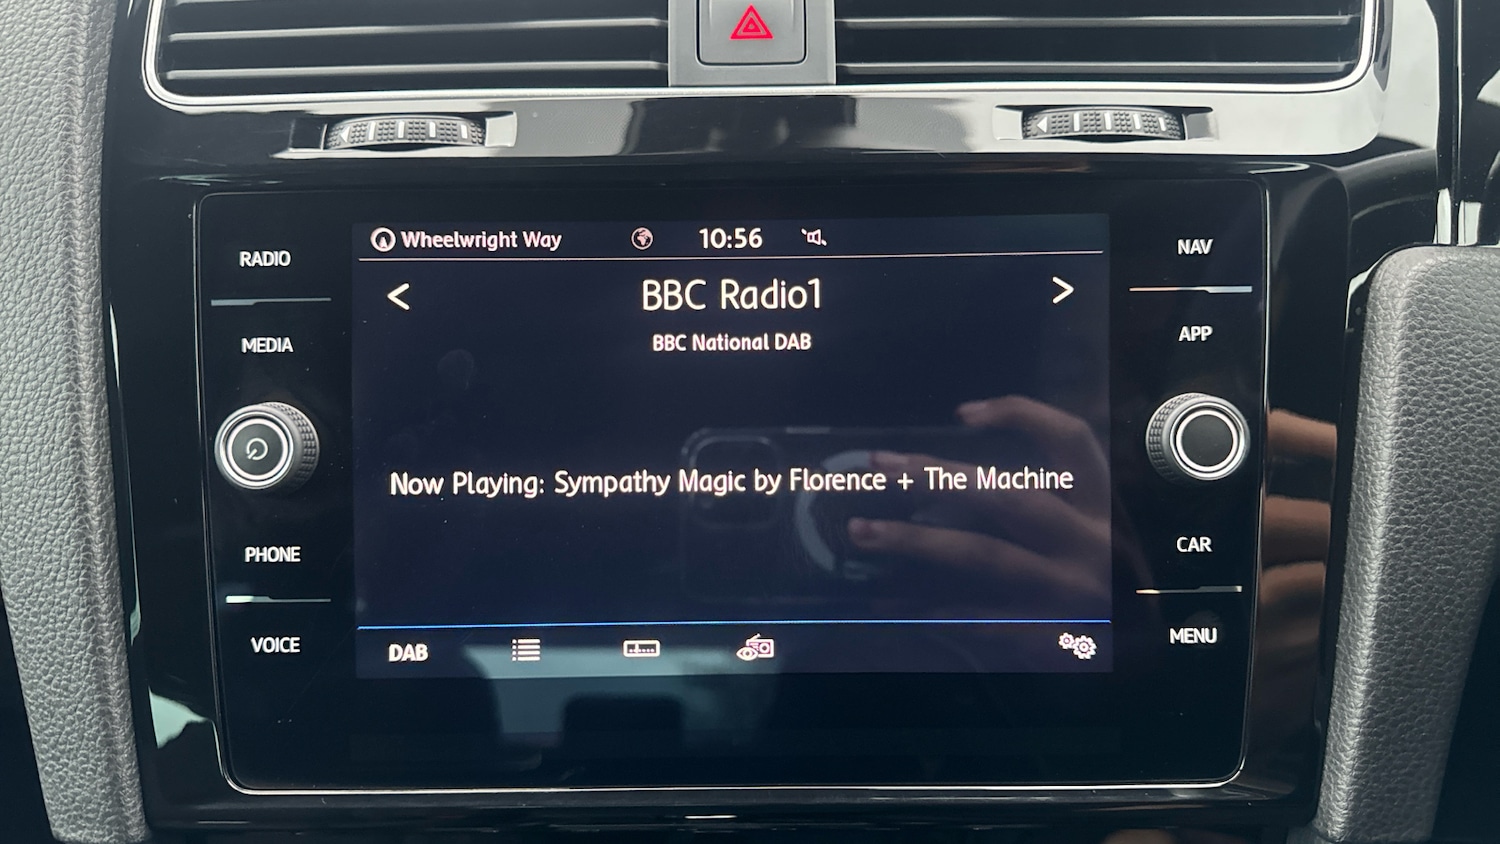 RADIO
MEDIA
PHONE
VOICE
Wheelwright Way
10:56
<
BBC Radio1
>
BBC National DAB
Now Playing: Sympathy Magic by Florence + The Machine
DAB
NAV
APP
CAR
MENU